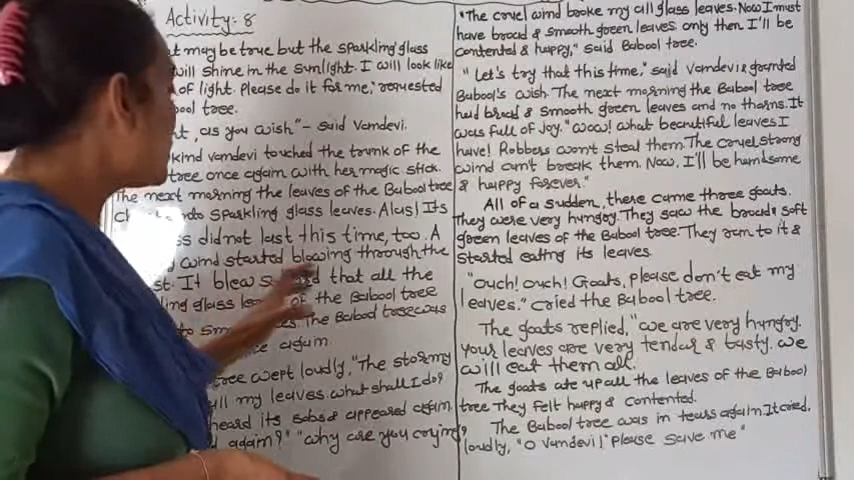 Activity:- 8
t may be true but the sparkling glass
will shine in the sunlight. I will look like
of light. Please do it for me," requested
ool tree.
t, as you wish" - said Vamdevi.
kind vamdevi touched the trunk of the
tree once again with her magic stick.
The next morning the leaves of the Babool tree
nto sparkling glass leaves. Alas! Its
ss did not last this time, too. A
wind started blowing through the
st. It blew so that all the
ling glass of the Babool tree
to sm The Babool tree was
again.
tree wept loudly, "The stormy
all my leaves. what shall I do?
heard its sobs & appeared again.
again?" "why are you crying?
"The cruel wind broke my all glass leaves. Now I must
have broad & smooth green leaves only then I'll be
contented & happy," said Babool tree.
"Let's try that this time," said Vamdevi & granted
Babool's wish. The next morning the Babool tree
had broad & smooth green leaves and no thorns. It
was full of joy. "wow! what beautiful leaves I
have! Robbers won't steal them. The cruel strong
wind can't break them. Now, I'll be handsome
& happy forever."
All of a sudden, there came three goats.
They were very hungry. They saw the broad & soft
green leaves of the Babool tree. They ran to it &
started eating its leaves.
"Ouch! Ouch! Goats, please don't eat my
leaves." cried the Babool tree.
The goats replied, "we are very hungry.
Your leaves are very tendur & tasty. we
will eat them all.
The goats ate up all the leaves of the Babool
tree They felt happy & contented.
The Babool tree was in tears again. It cried,
loudly, "O Vamdevi! Please save me"